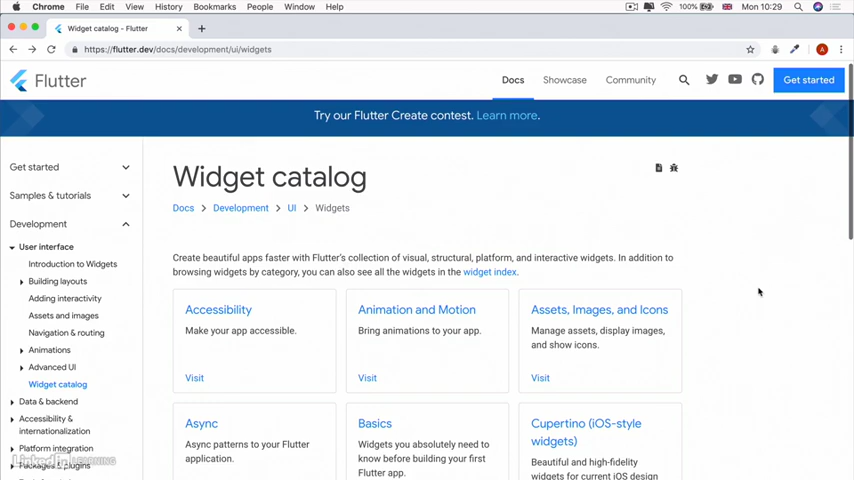 Chrome File Edit View History Bookmarks People Window Help 100% Mon 10:29
Widget catalog - Flutter
https://flutter.dev/docs/development/ui/widgets
A
Flutter Docs Showcase Community Get started
Try our Flutter Create contest. Learn more.
Get started
Samples & tutorials
Development
User interface
Introduction to Widgets
Building layouts
Adding interactivity
Assets and images
Navigation & routing
Animations
Advanced UI
Widget catalog
Data & backend
Accessibility &
internationalization
Platform integration
Packages & plugins
LinkedIn LEARNING
Widget catalog
Docs > Development > UI > Widgets
Create beautiful apps faster with Flutter's collection of visual, structural, platform, and interactive widgets. In addition to
browsing widgets by category, you can also see all the widgets in the widget index.
Accessibility
Make your app accessible.
Visit
Animation and Motion
Bring animations to your app.
Visit
Assets, Images, and Icons
Manage assets, display images,
and show icons.
Visit
Async
Async patterns to your Flutter
application.
Basics
Widgets you absolutely need to
know before building your first
Flutter app.
Cupertino (iOS-style
widgets)
Beautiful and high-fidelity
widgets for current iOS design